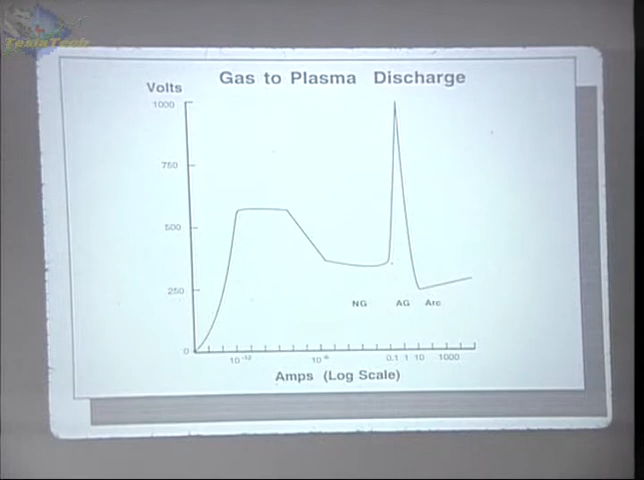 TeslaTech
Gas to Plasma Discharge
Volts
1000
750
500
250
0
NG AG Arc
10⁻¹² 10⁻⁶ 0.1 1 10 1000
Amps (Log Scale)